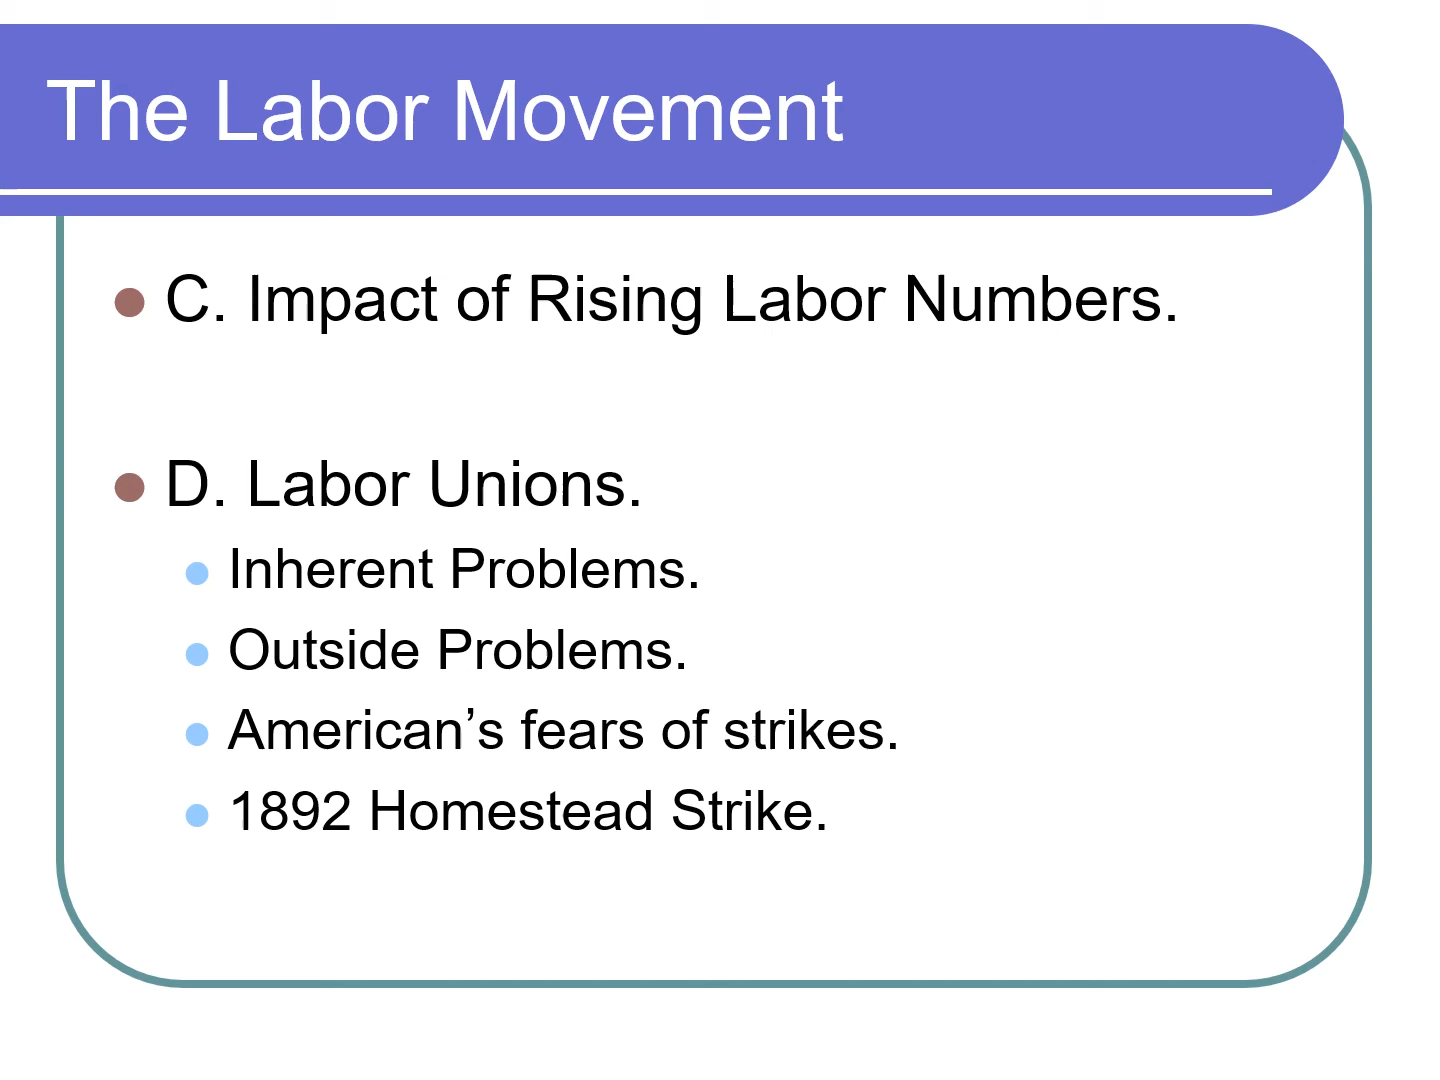 The Labor Movement
C. Impact of Rising Labor Numbers.
D. Labor Unions.
Inherent Problems.
Outside Problems.
American’s fears of strikes.
1892 Homestead Strike.